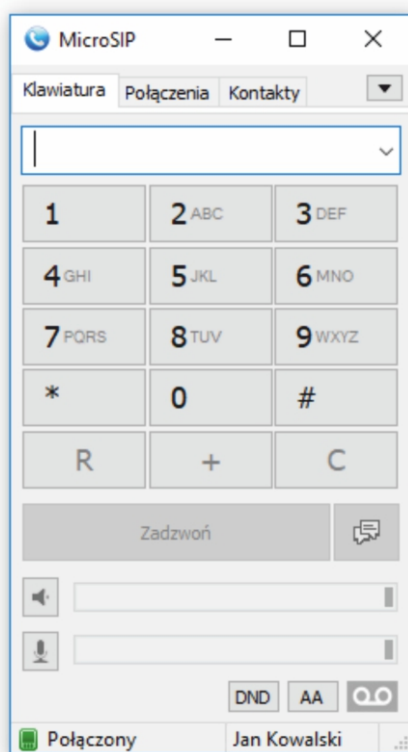 MicroSIP
Klawiatura Połączenia Kontakty
1 2 ABC 3 DEF
4 GHI 5 JKL 6 MNO
7 PQRS 8 TUV 9 WXYZ
* 0 #
R + C
Zadzwoń
DND AA
Połączony Jan Kowalski